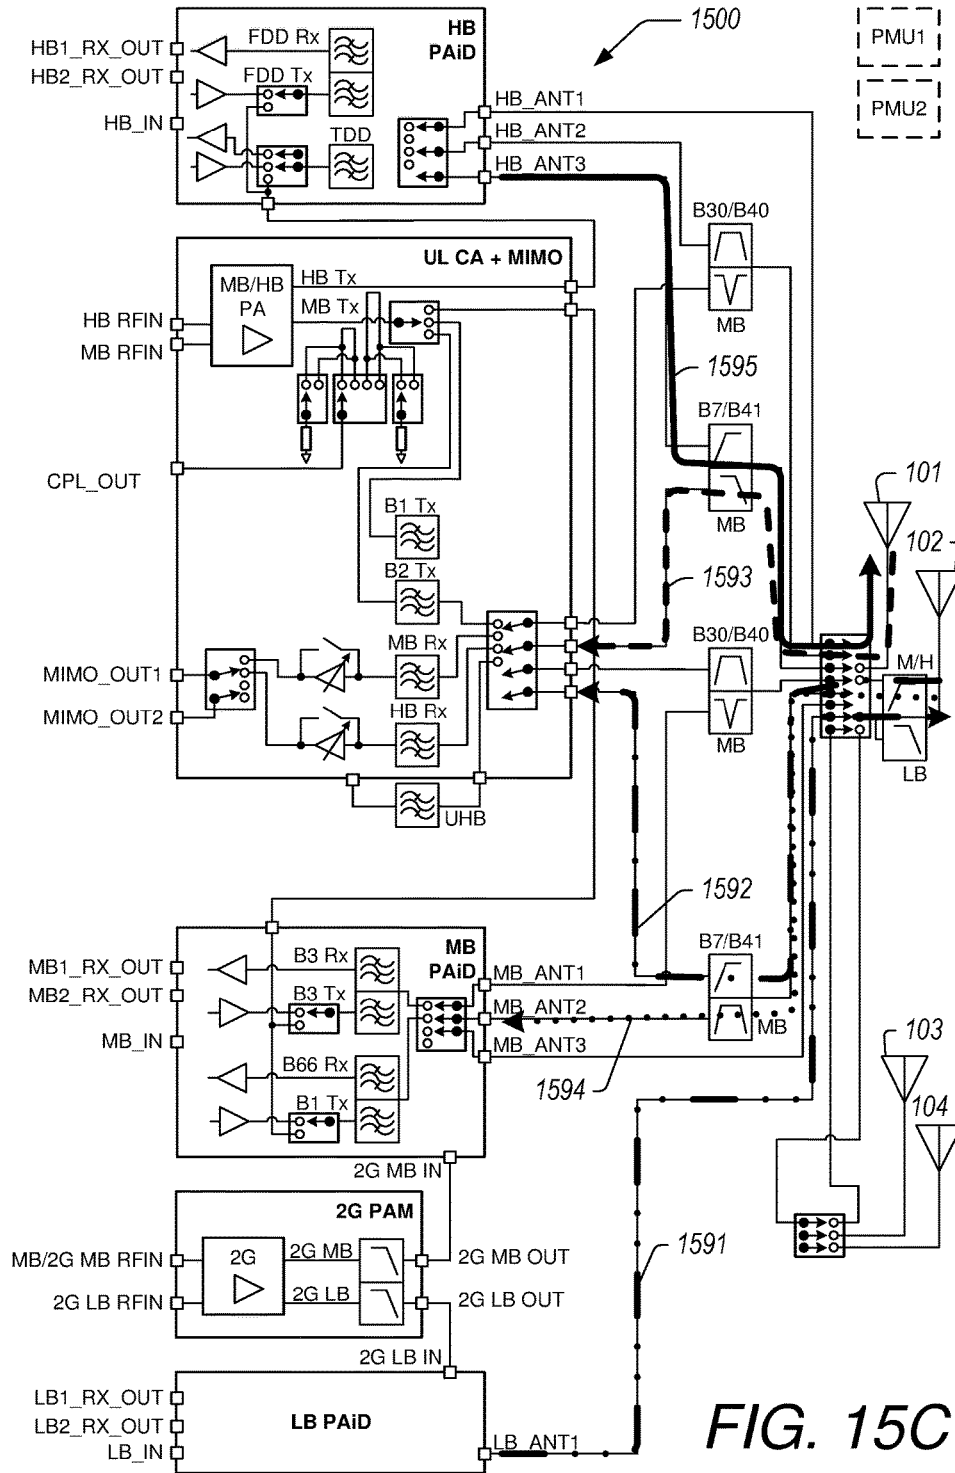 1500
HB
PAiD
FDD Rx
FDD Tx
TDD
HB1_RX_OUT
HB2_RX_OUT
HB_IN
HB_ANT1
HB_ANT2
HB_ANT3
PMU1
PMU2
B30/B40
MB
UL CA + MIMO
MB/HB
PA
HB Tx
MB Tx
HB RFIN
MB RFIN
1595
B7/B41
MB
CPL_OUT
B1 Tx
B2 Tx
1593
101
102
MB Rx
HB Rx
MIMO_OUT1
MIMO_OUT2
B30/B40
MB
M/H
LB
UHB
1592
MB
PAiD
B3 Rx
B3 Tx
B66 Rx
B1 Tx
MB1_RX_OUT
MB2_RX_OUT
MB_IN
MB_ANT1
MB_ANT2
MB_ANT3
B7/B41
MB
1594
103
104
2G MB IN
2G PAM
2G
2G MB
2G LB
MB/2G MB RFIN
2G LB RFIN
2G MB OUT
2G LB OUT
1591
2G LB IN
LB1_RX_OUT
LB2_RX_OUT
LB_IN
LB PAiD
LB_ANT1
FIG. 15C